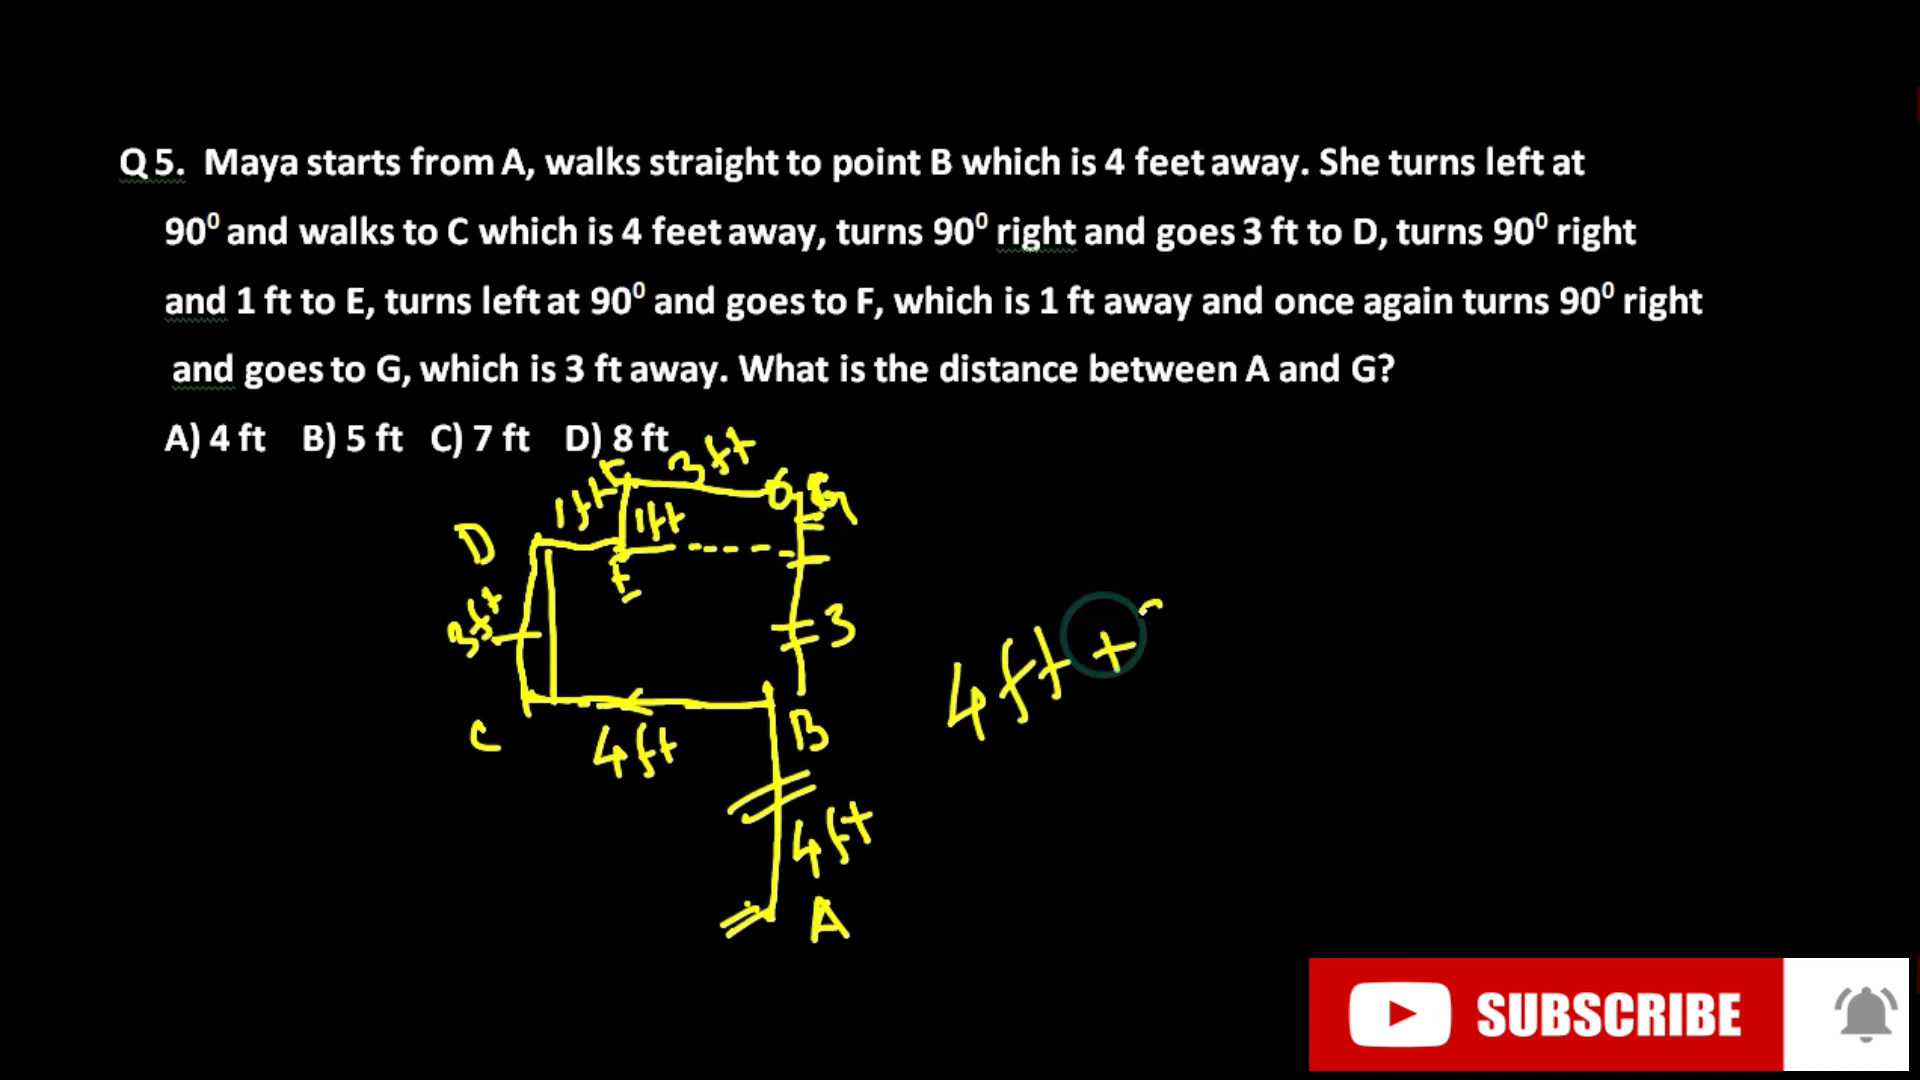 Q 5. Maya starts from A, walks straight to point B which is 4 feet away. She turns left at
90⁰ and walks to C which is 4 feet away, turns 90⁰ right and goes 3 ft to D, turns 90⁰ right
and 1 ft to E, turns left at 90⁰ and goes to F, which is 1 ft away and once again turns 90⁰ right
and goes to G, which is 3 ft away. What is the distance between A and G?
A) 4 ft B) 5 ft C) 7 ft D) 8 ft
3 ft
1ft F G G
D 1ft
E
3ft 3
4ft +
C 4ft B
4ft
A
SUBSCRIBE